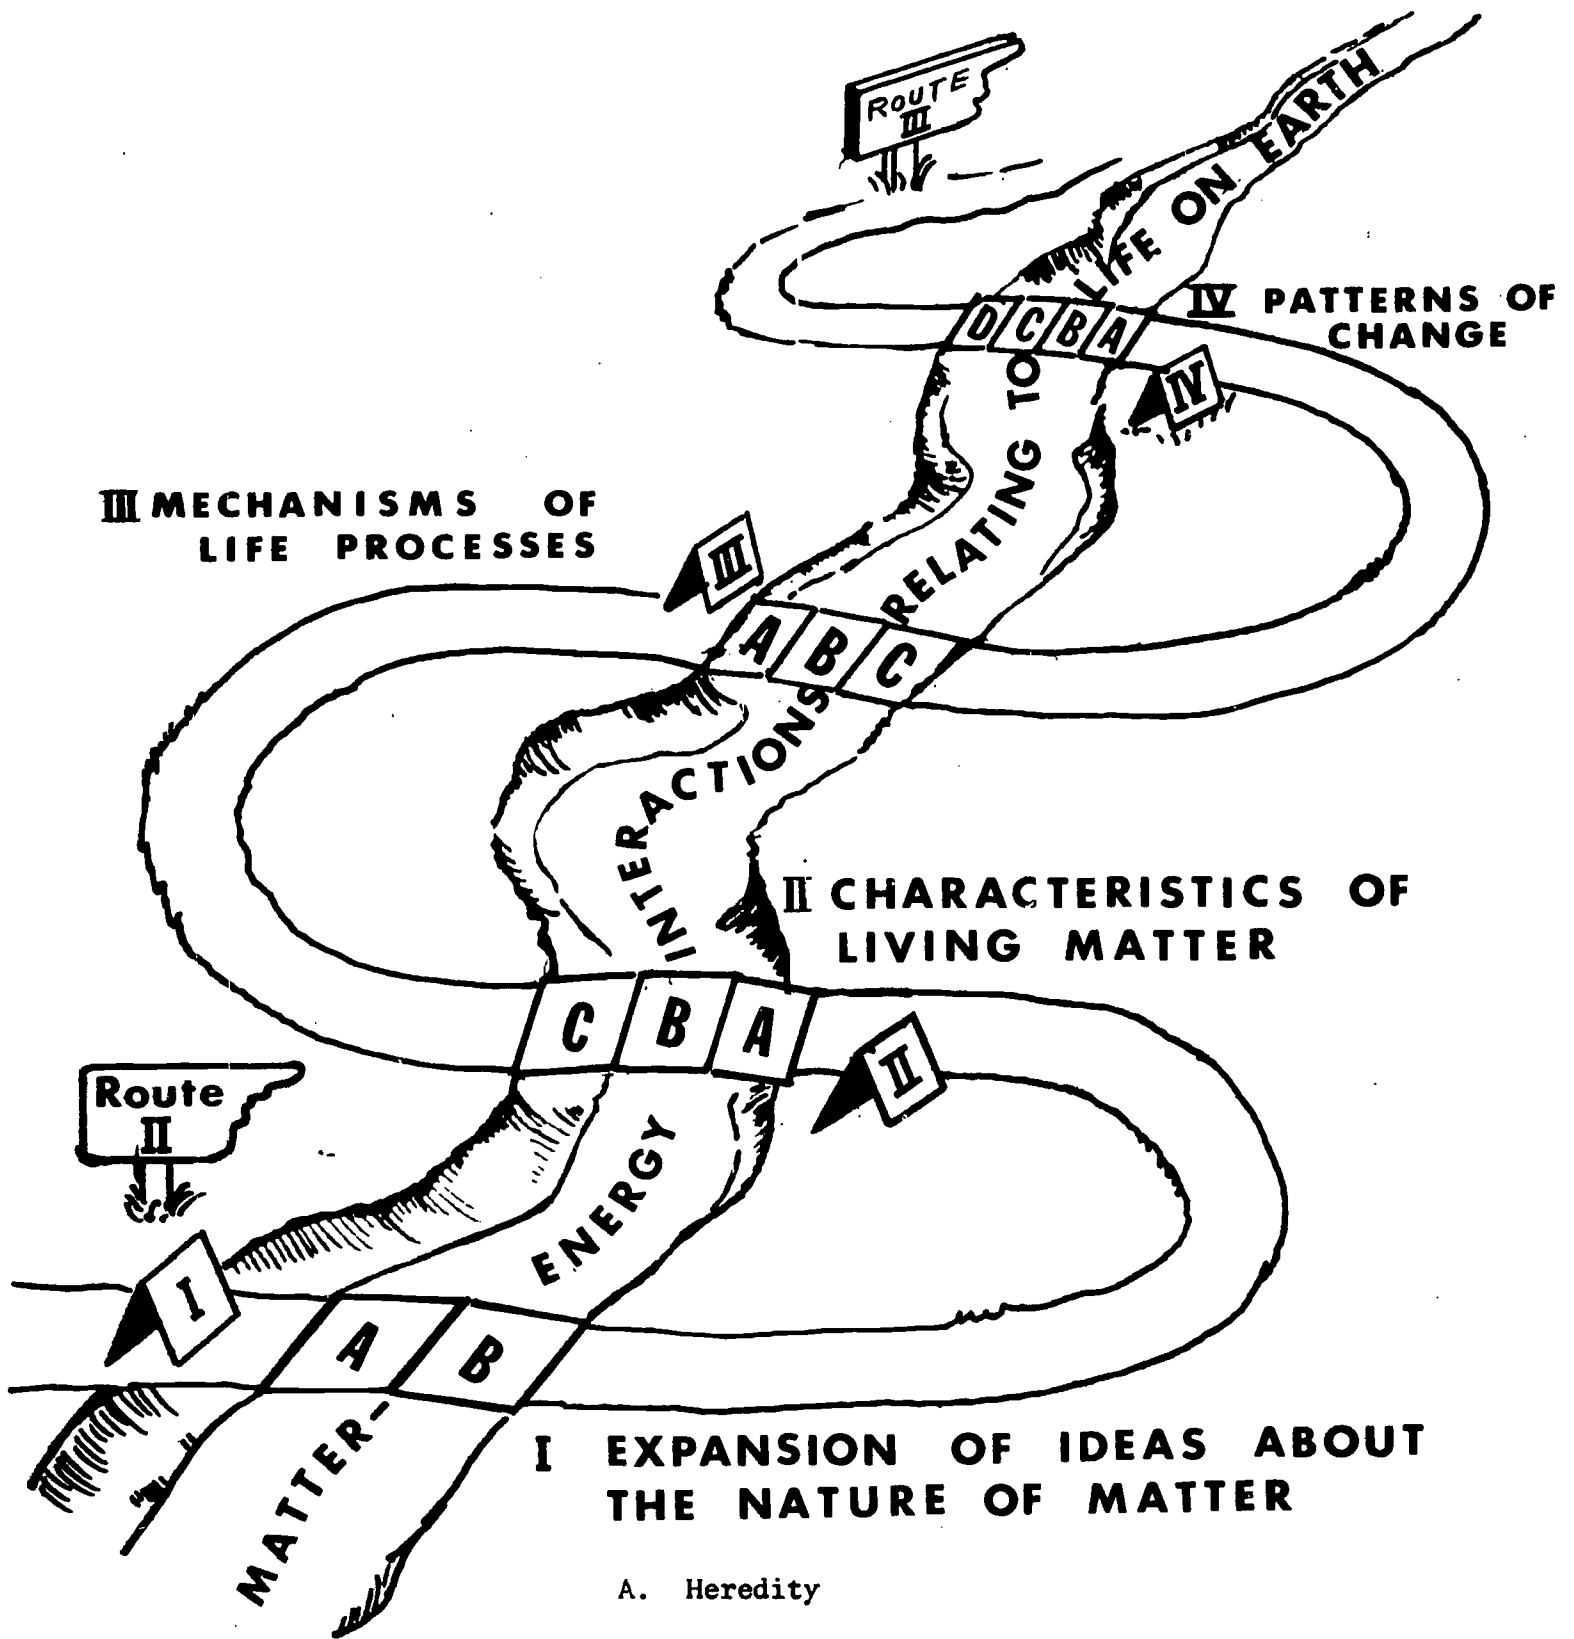 ROUTE
III
IV PATTERNS OF
CHANGE
D C B A
IV
III MECHANISMS OF
LIFE PROCESSES
III
A B C
II CHARACTERISTICS OF
LIVING MATTER
C B A
II
Route
II
I
A B
MATTER-ENERGY INTERACTIONS RELATING TO LIFE ON EARTH
I EXPANSION OF IDEAS ABOUT
THE NATURE OF MATTER
A. Heredity